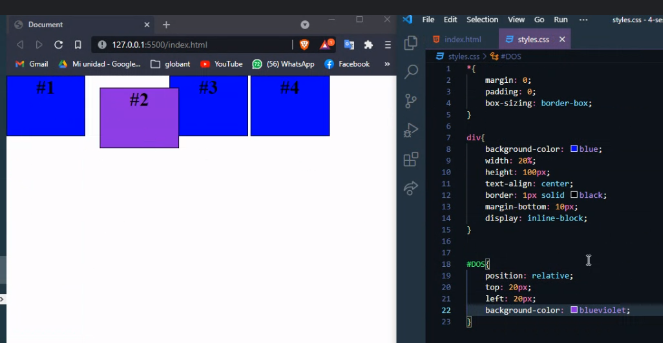 Document
127.0.0.1:5500/index.html
Gmail
Mi unidad - Google...
globant
YouTube
(56) WhatsApp
Facebook
»
#1
#2
#3
#4
File Edit Selection View Go Run ...
index.html
styles.css
styles.css > #DOS
1 *{
2 margin: 0;
3 padding: 0;
4 box-sizing: border-box;
5 }
6
7 div{
8 background-color: blue;
9 width: 20%;
10 height: 100px;
11 text-align: center;
12 border: 1px solid black;
13 margin-bottom: 10px;
14 display: inline-block;
15 }
16
17
18 #DOS{
19 position: relative;
20 top: 20px;
21 left: 20px;
22 background-color: blueviolet;
23 }
styles.css - 4-se